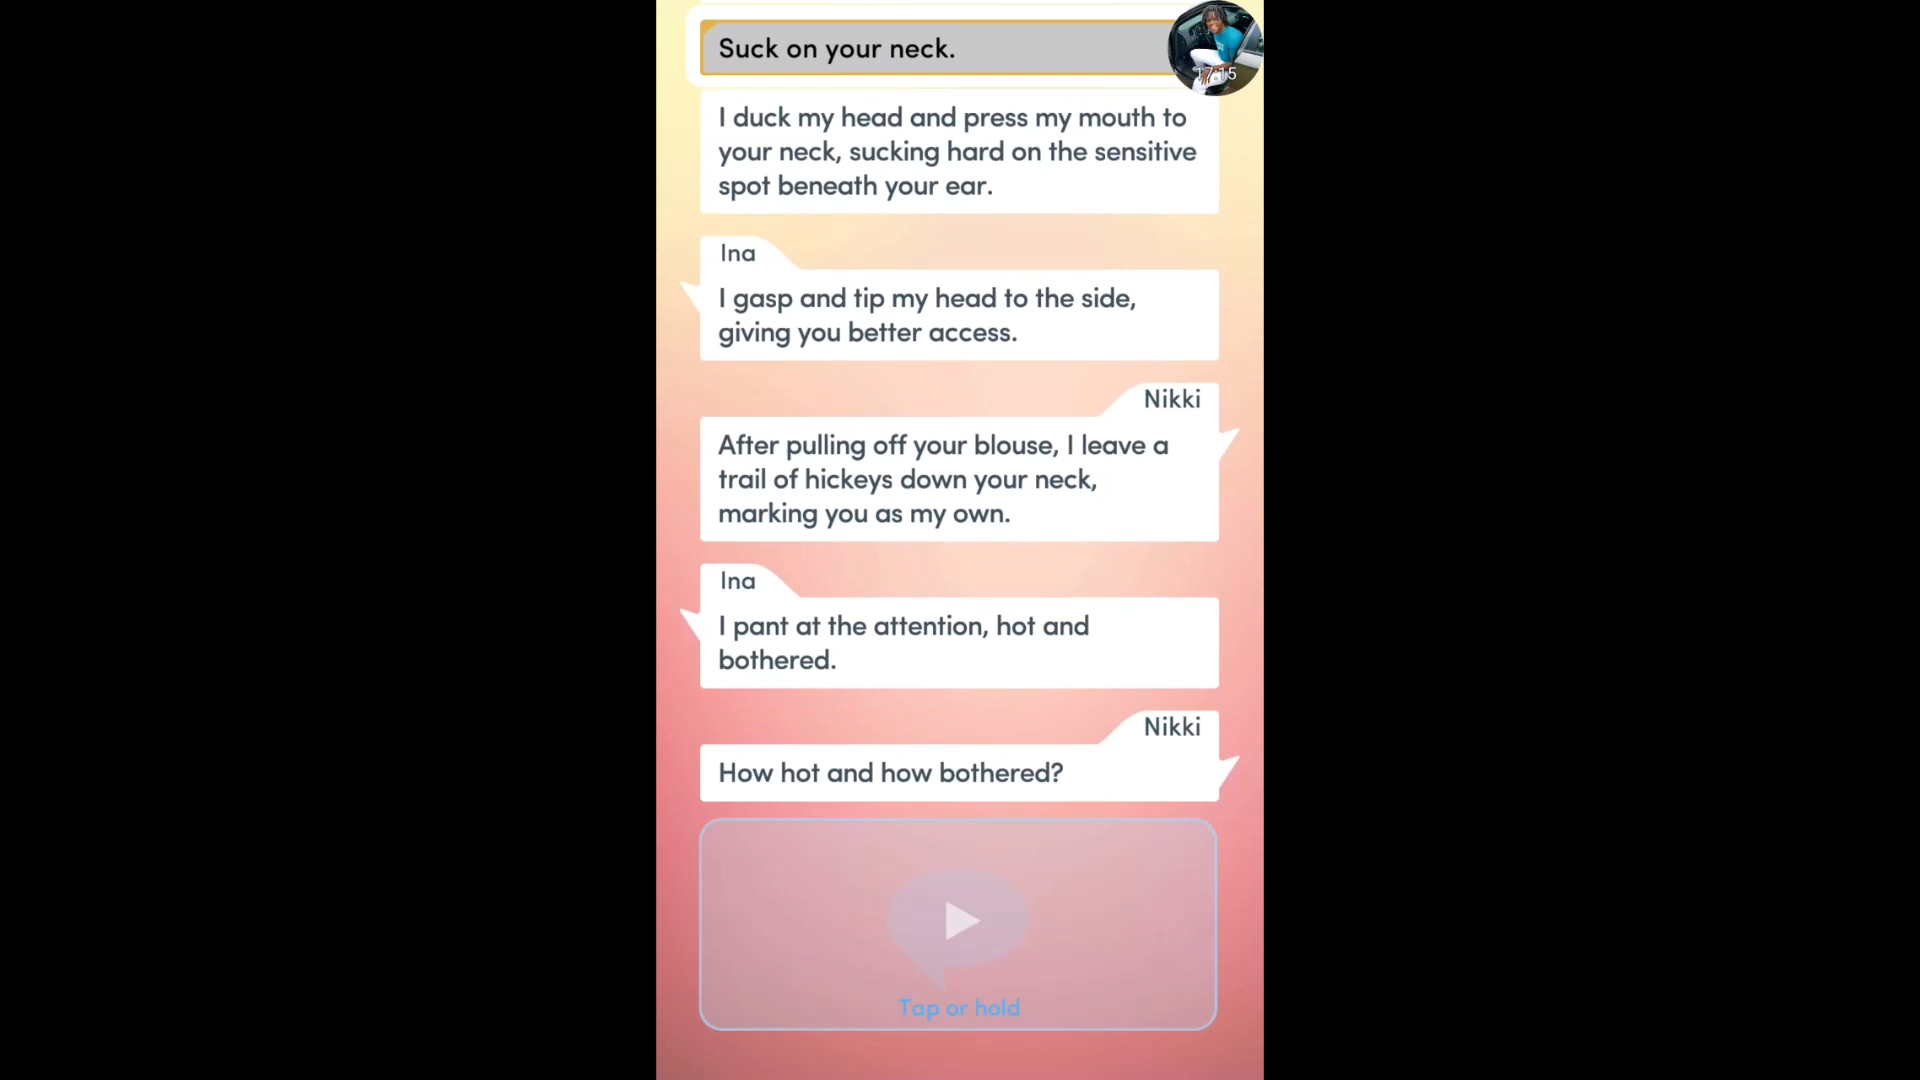 Suck on your neck.
17:15
I duck my head and press my mouth to
your neck, sucking hard on the sensitive
spot beneath your ear.
Ina
I gasp and tip my head to the side,
giving you better access.
Nikki
After pulling off your blouse, I leave a
trail of hickeys down your neck,
marking you as my own.
Ina
I pant at the attention, hot and
bothered.
Nikki
How hot and how bothered?
Tap or hold